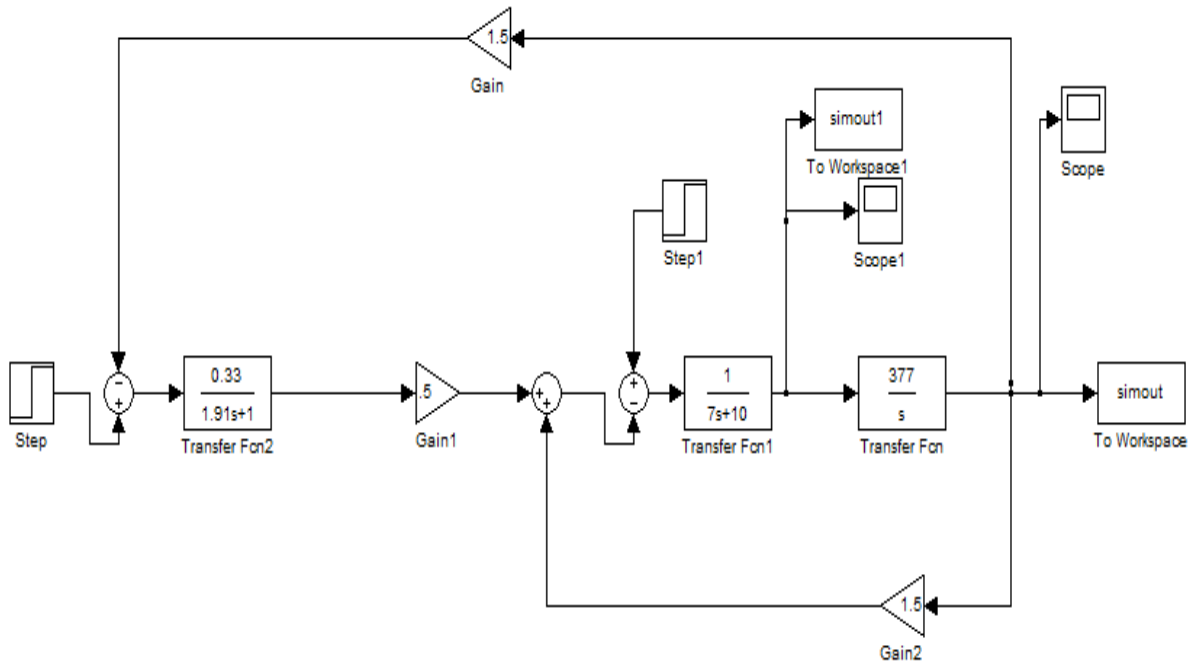 1.5
Gain
simout1
To Workspace1
Scope
Step1
Scope1
Step
−
+
0.33
1.91s+1
Transfer Fcn2
.5
Gain1
+
+
+
−
1
7s+10
Transfer Fcn1
377
s
Transfer Fcn
simout
To Workspace
1.5
Gain2